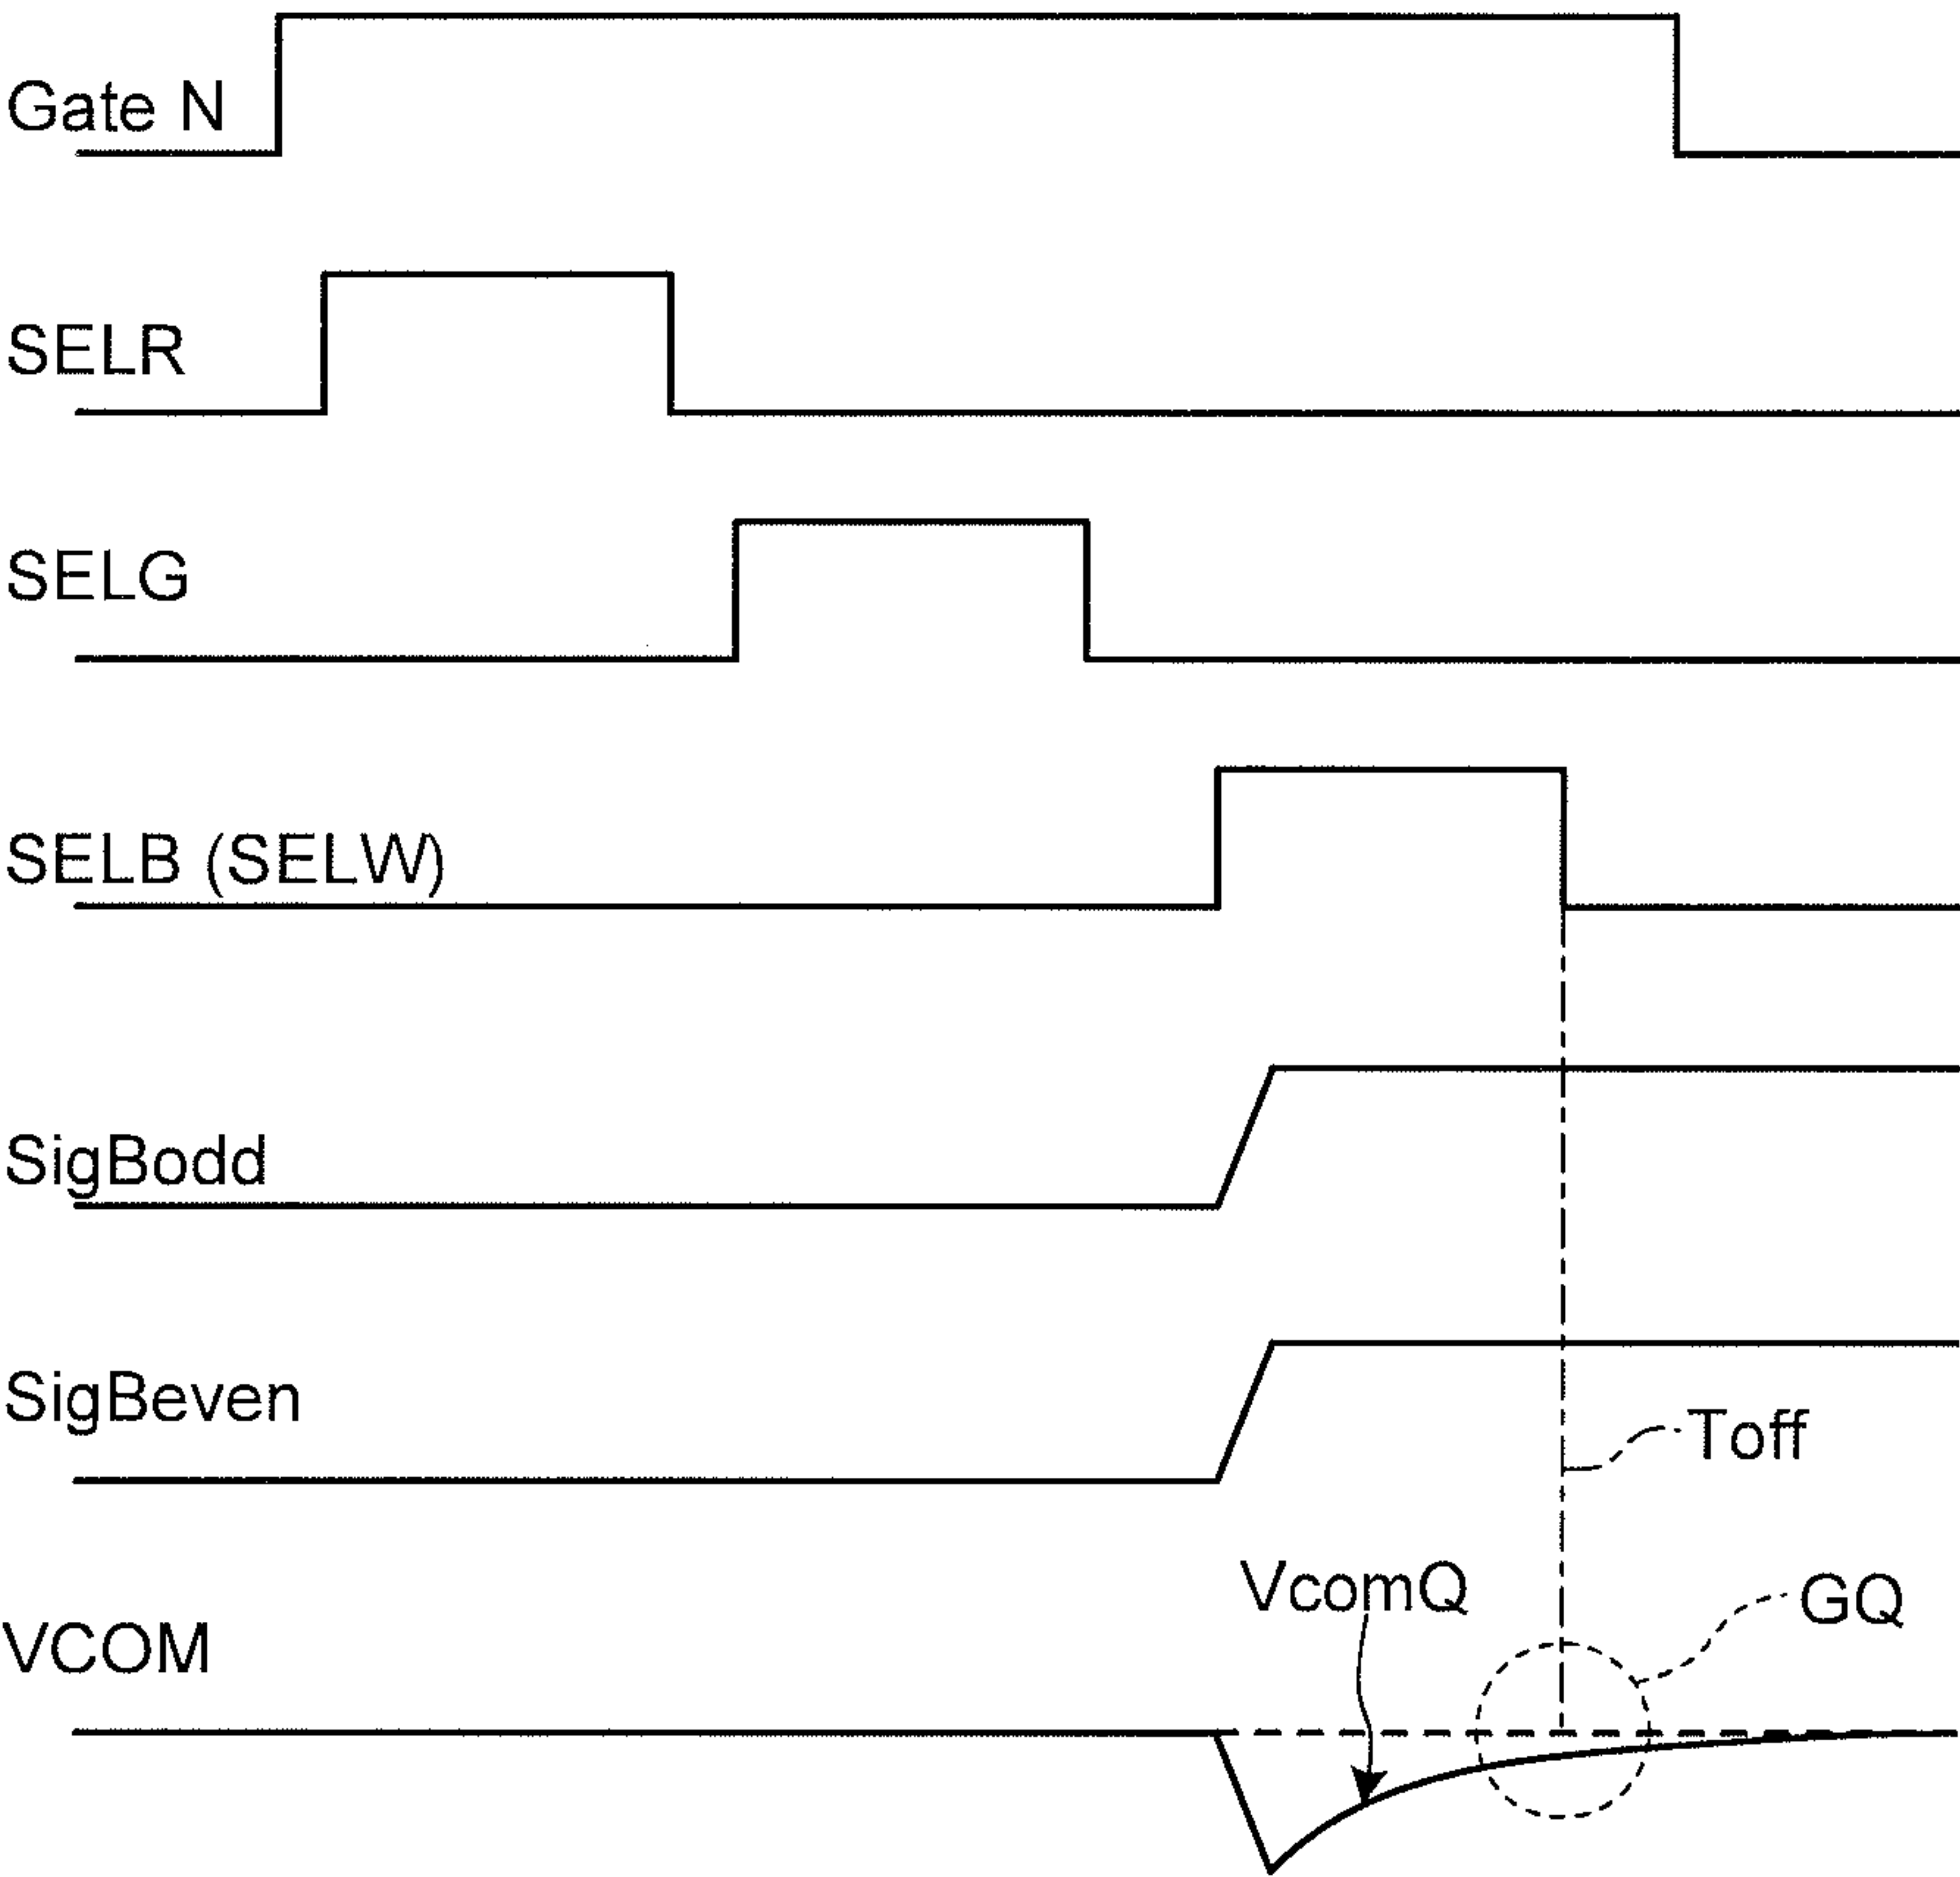 Gate N
SELR
SELG
SELB (SELW)
SigBodd
SigBeven
Toff
VcomQ
GQ
VCOM